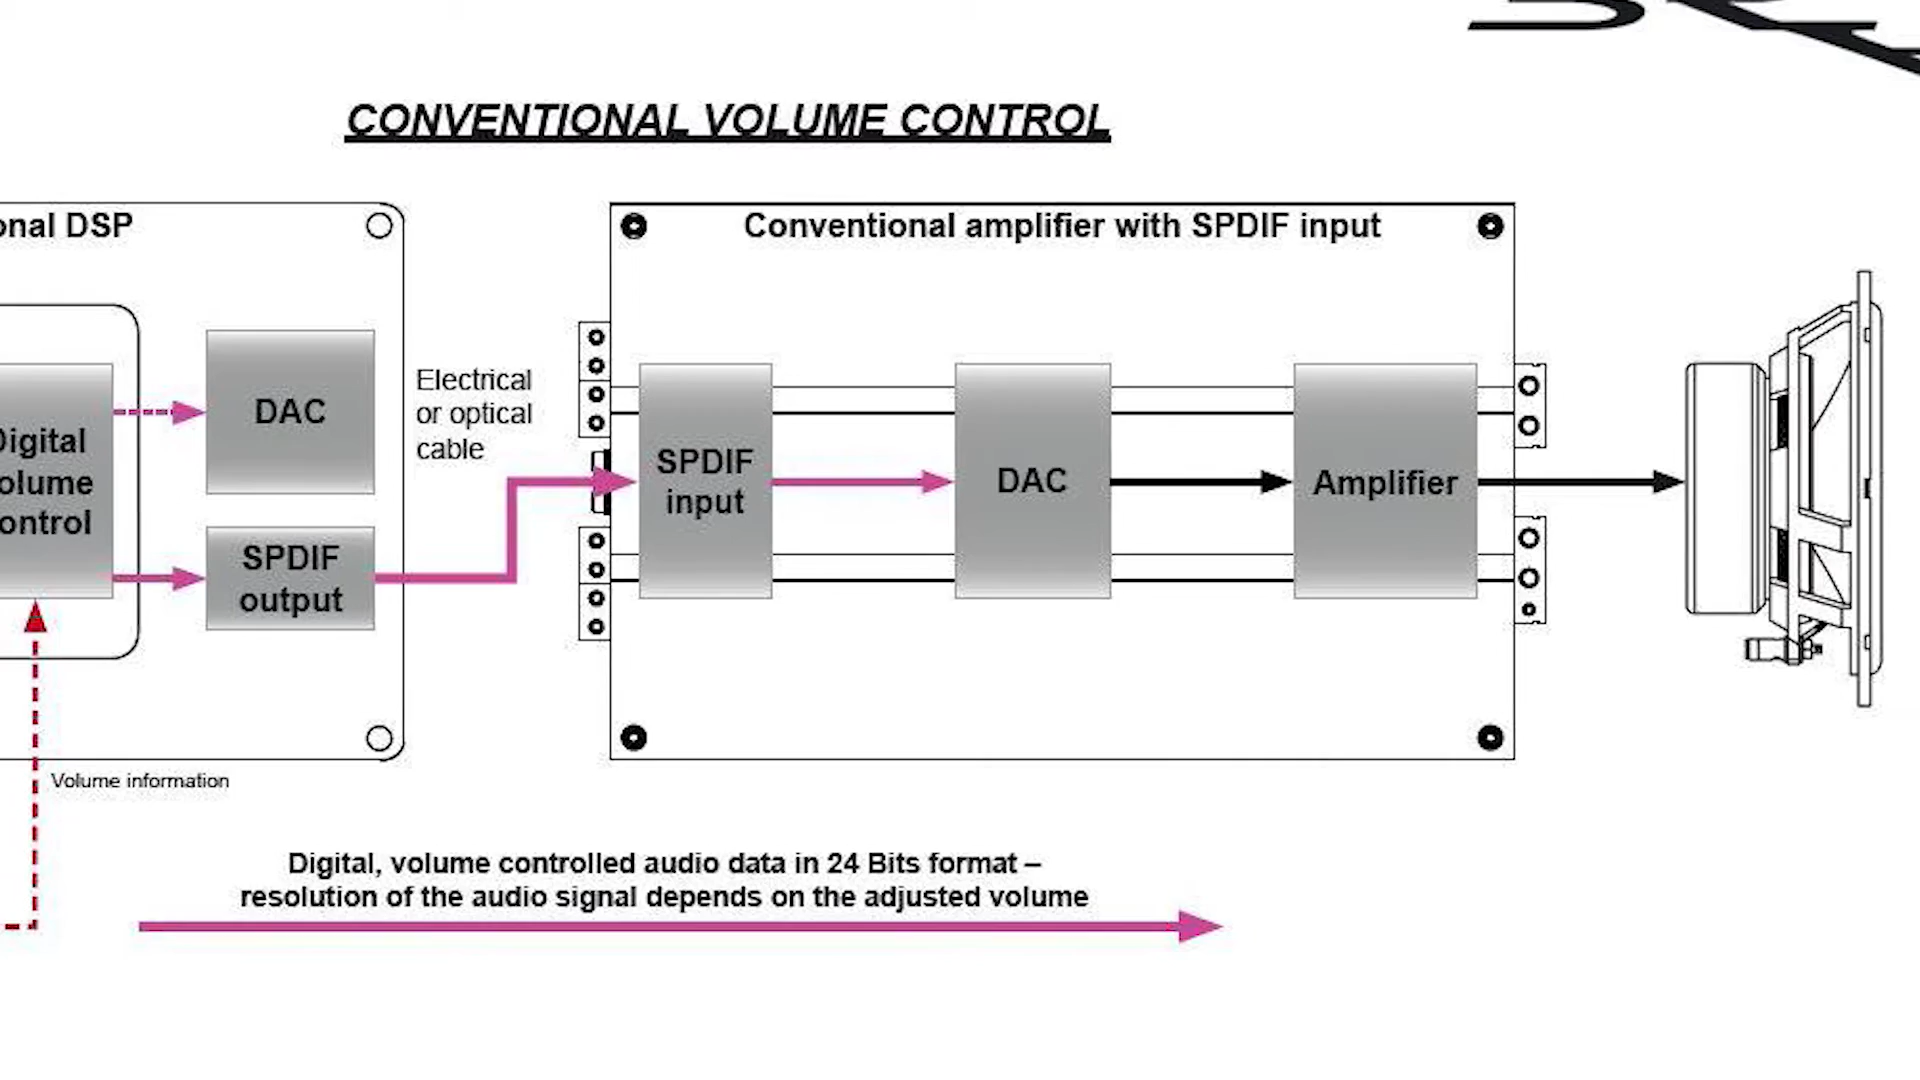 CONVENTIONAL VOLUME CONTROL
onal DSP
Conventional amplifier with SPDIF input
DAC
Electrical
or optical
cable
Digital
olume
ontrol
SPDIF
output
SPDIF
input
DAC
Amplifier
Volume information
Digital, volume controlled audio data in 24 Bits format –
resolution of the audio signal depends on the adjusted volume